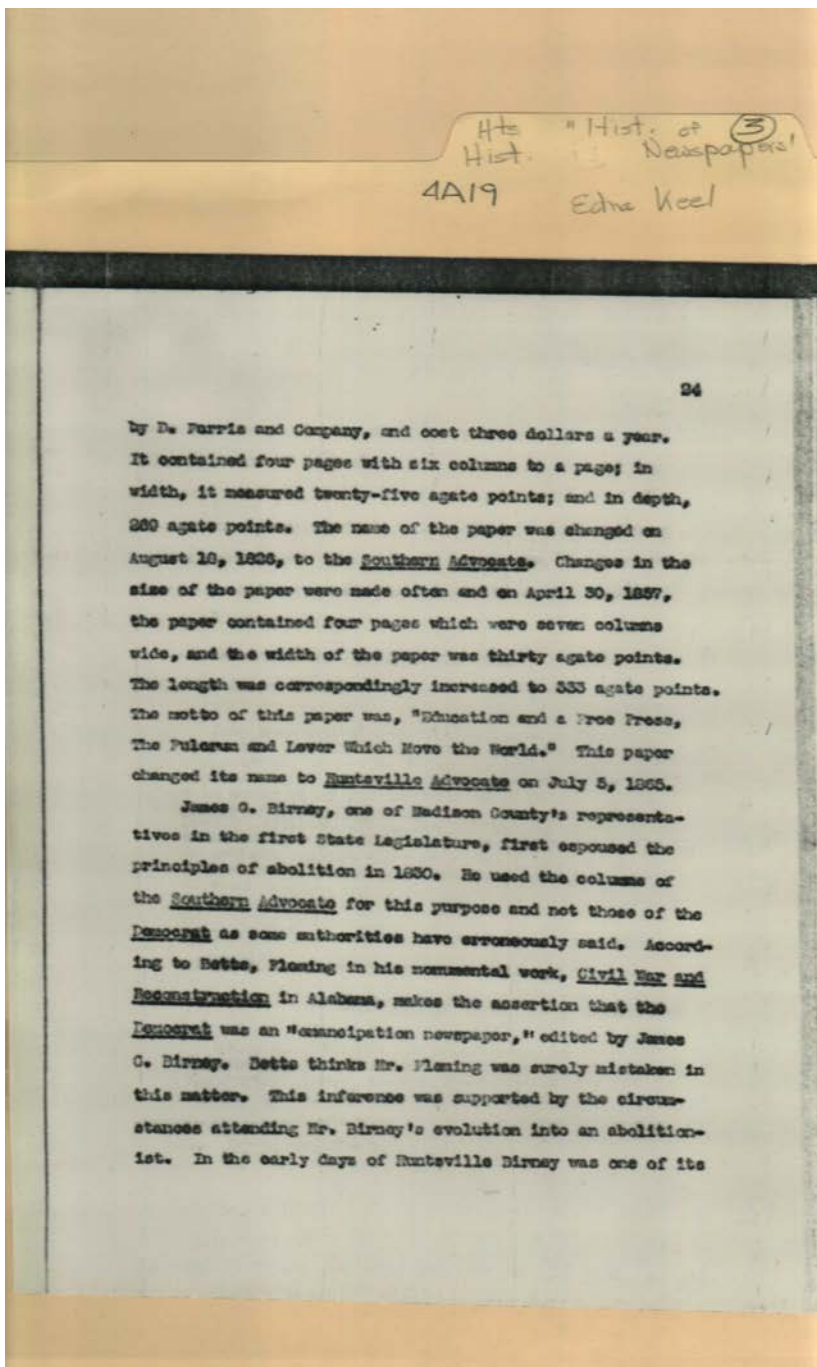 Hts "Hist. of 3
Hist. Newspapers'
4A19 Edna Keel
24
by D. Farris and Company, and cost three dollars a year.
It contained four pages with six columns to a page; in
width, it measured twenty-five agate points; and in depth,
agate points. The name of the paper was changed on
August to the Southern Advocate. Changes in the
size of the paper were made often and on April 30, 1857,
the paper contained four pages which were seven columns
wide, and the width of the paper was thirty agate points.
The length was correspondingly increased to 333 agate points.
The motto of this paper was, "Education and a Free Press,
The Fulcrum and Lever Which Move the World." This paper
changed its name to Huntsville Advocate on July 5, 1865.
James G. Birney, one of Madison County's representa-
tives in the first State Legislature, first espoused the
principles of abolition in 1830. He used the columns of
the Southern Advocate for this purpose and not those of the
Democrat as some authorities have erroneously said. Accord-
ing to Betts, Fleming in his monumental work, Civil War and
Reconstruction in Alabama, makes the assertion that the
Democrat was an "emancipation newspaper," edited by James
G. Birney. Betts thinks Mr. Fleming was surely mistaken in
this matter. This inference was supported by the circum-
stances attending Mr. Birney's evolution into an abolition-
ist. In the early days of Huntsville Birney was one of its